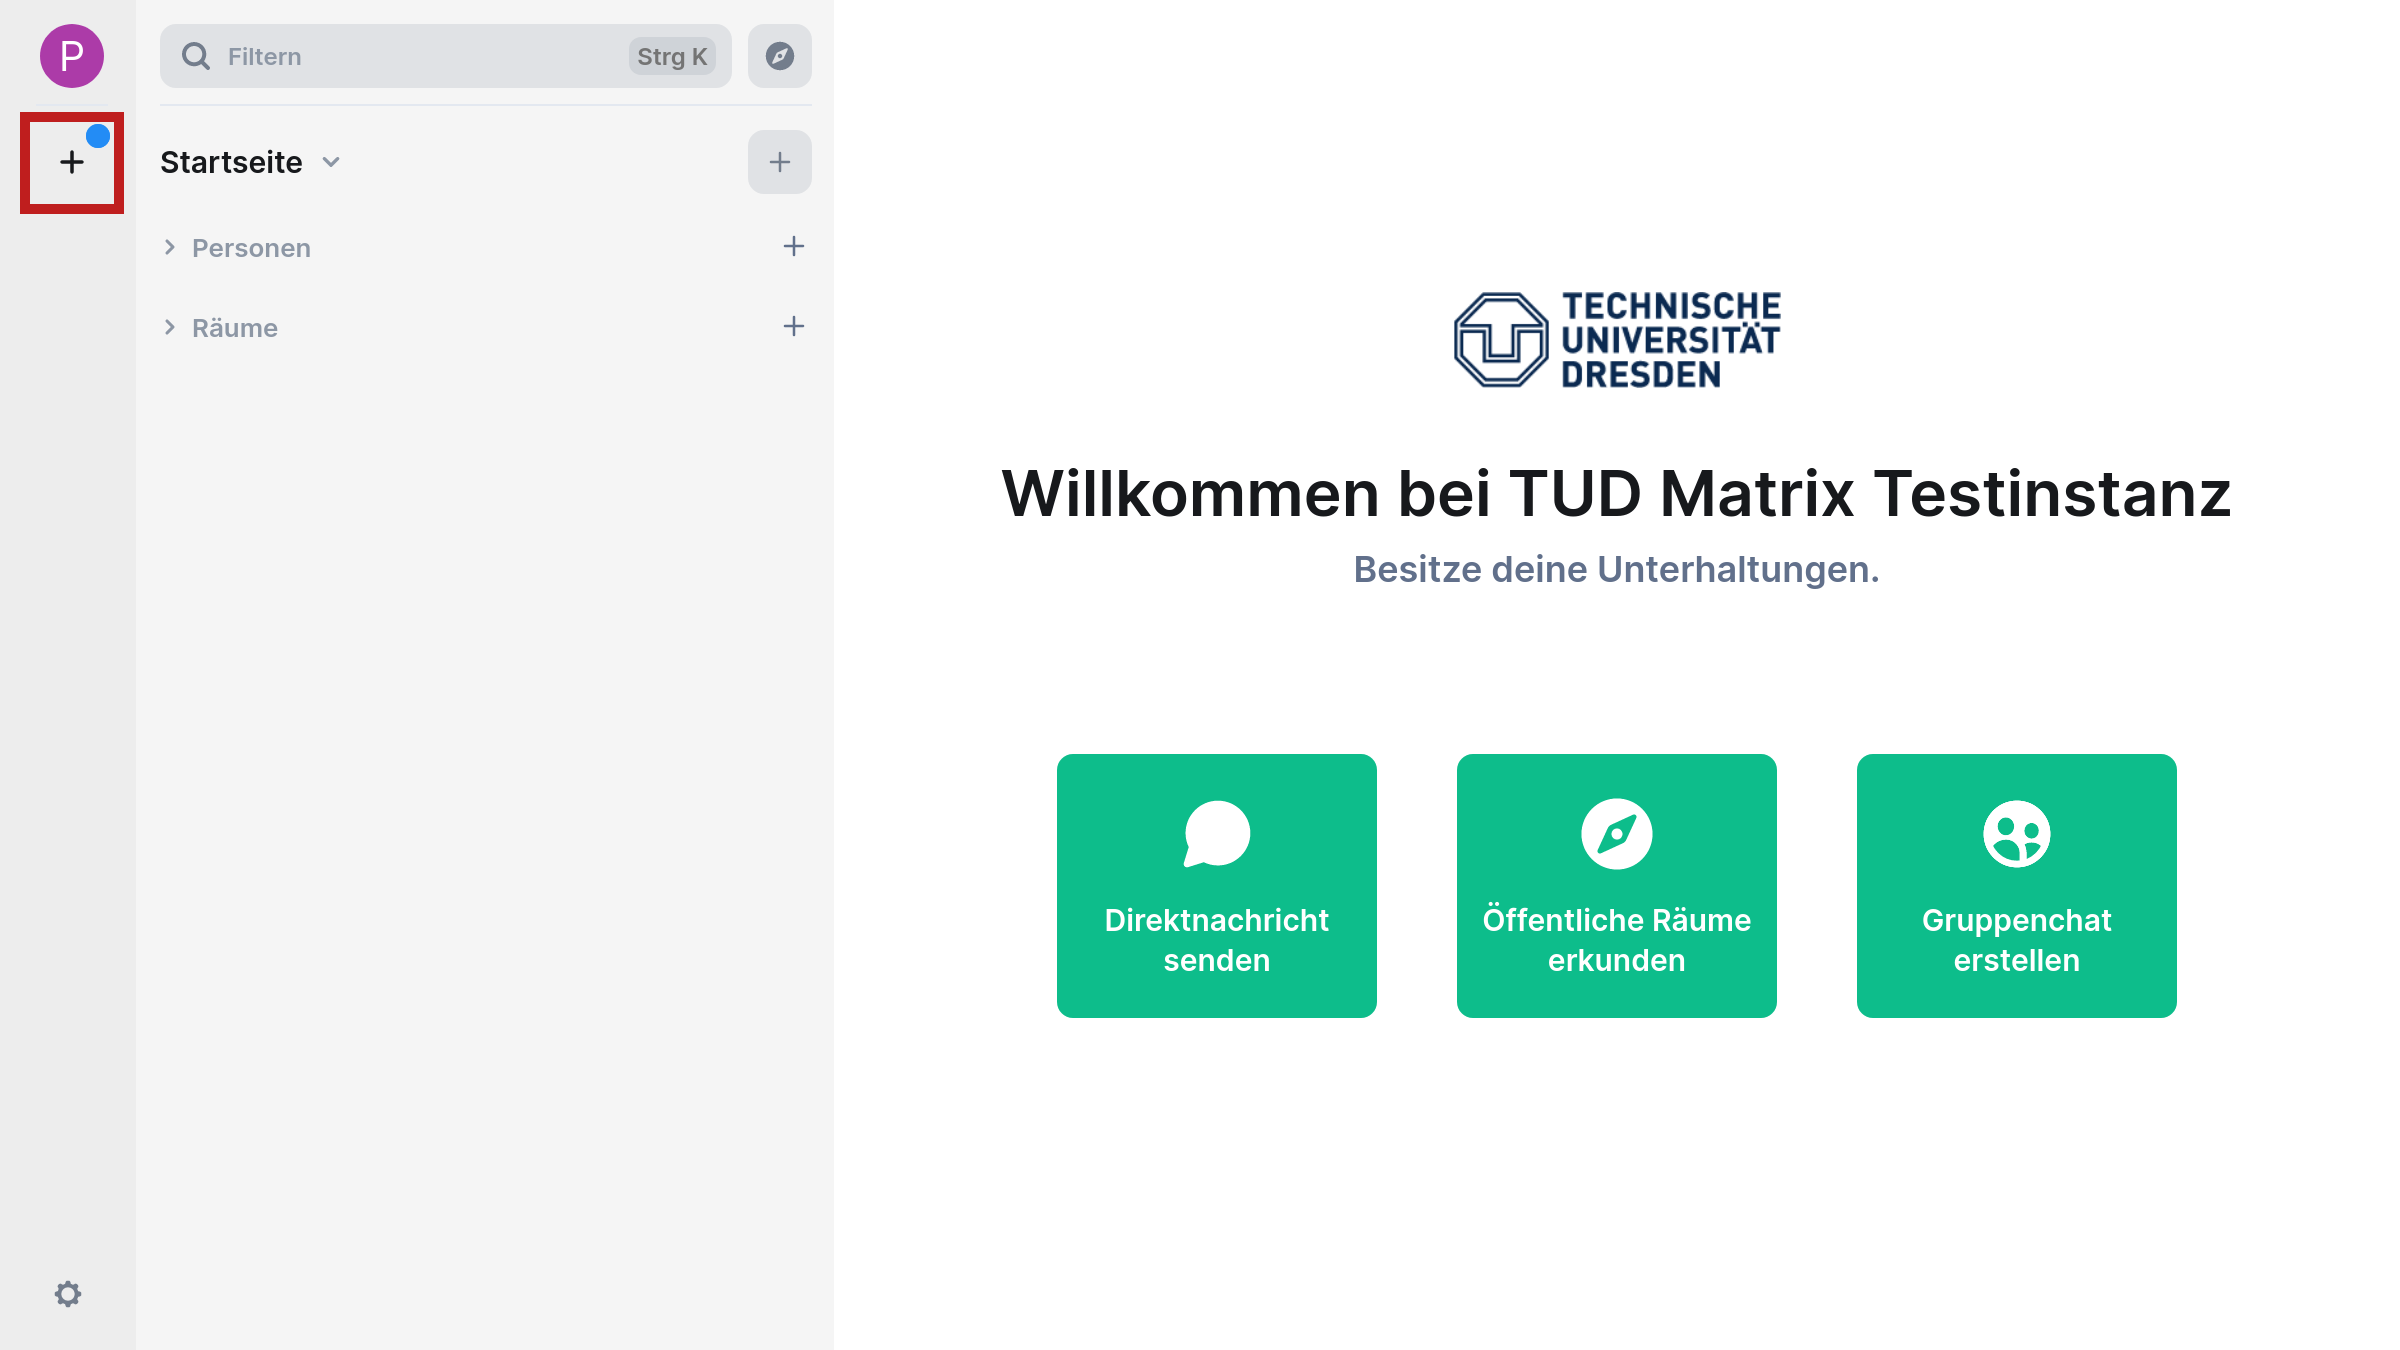 P
Filtern
Strg K
Startseite
Personen
Räume
TECHNISCHE
UNIVERSITÄT
DRESDEN
Willkommen bei TUD Matrix Testinstanz
Besitze deine Unterhaltungen.
Direktnachricht
senden
Öffentliche Räume
erkunden
Gruppenchat
erstellen